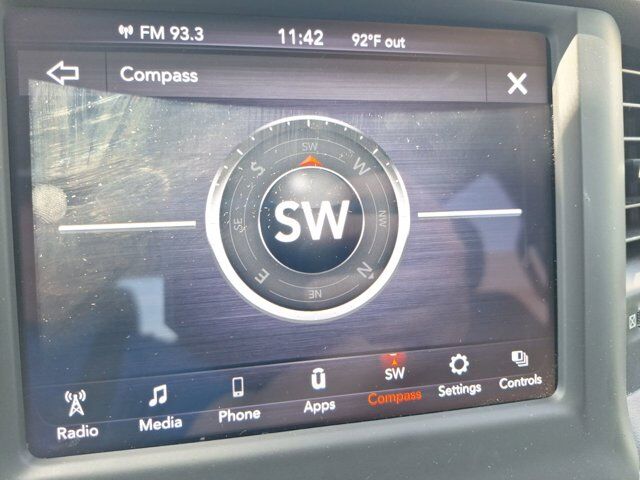 FM 93.3 11:42 92°F out
Compass
SW
S W
SE SW NW
E N
NE
SW
Radio Media Phone Apps Compass Settings Controls